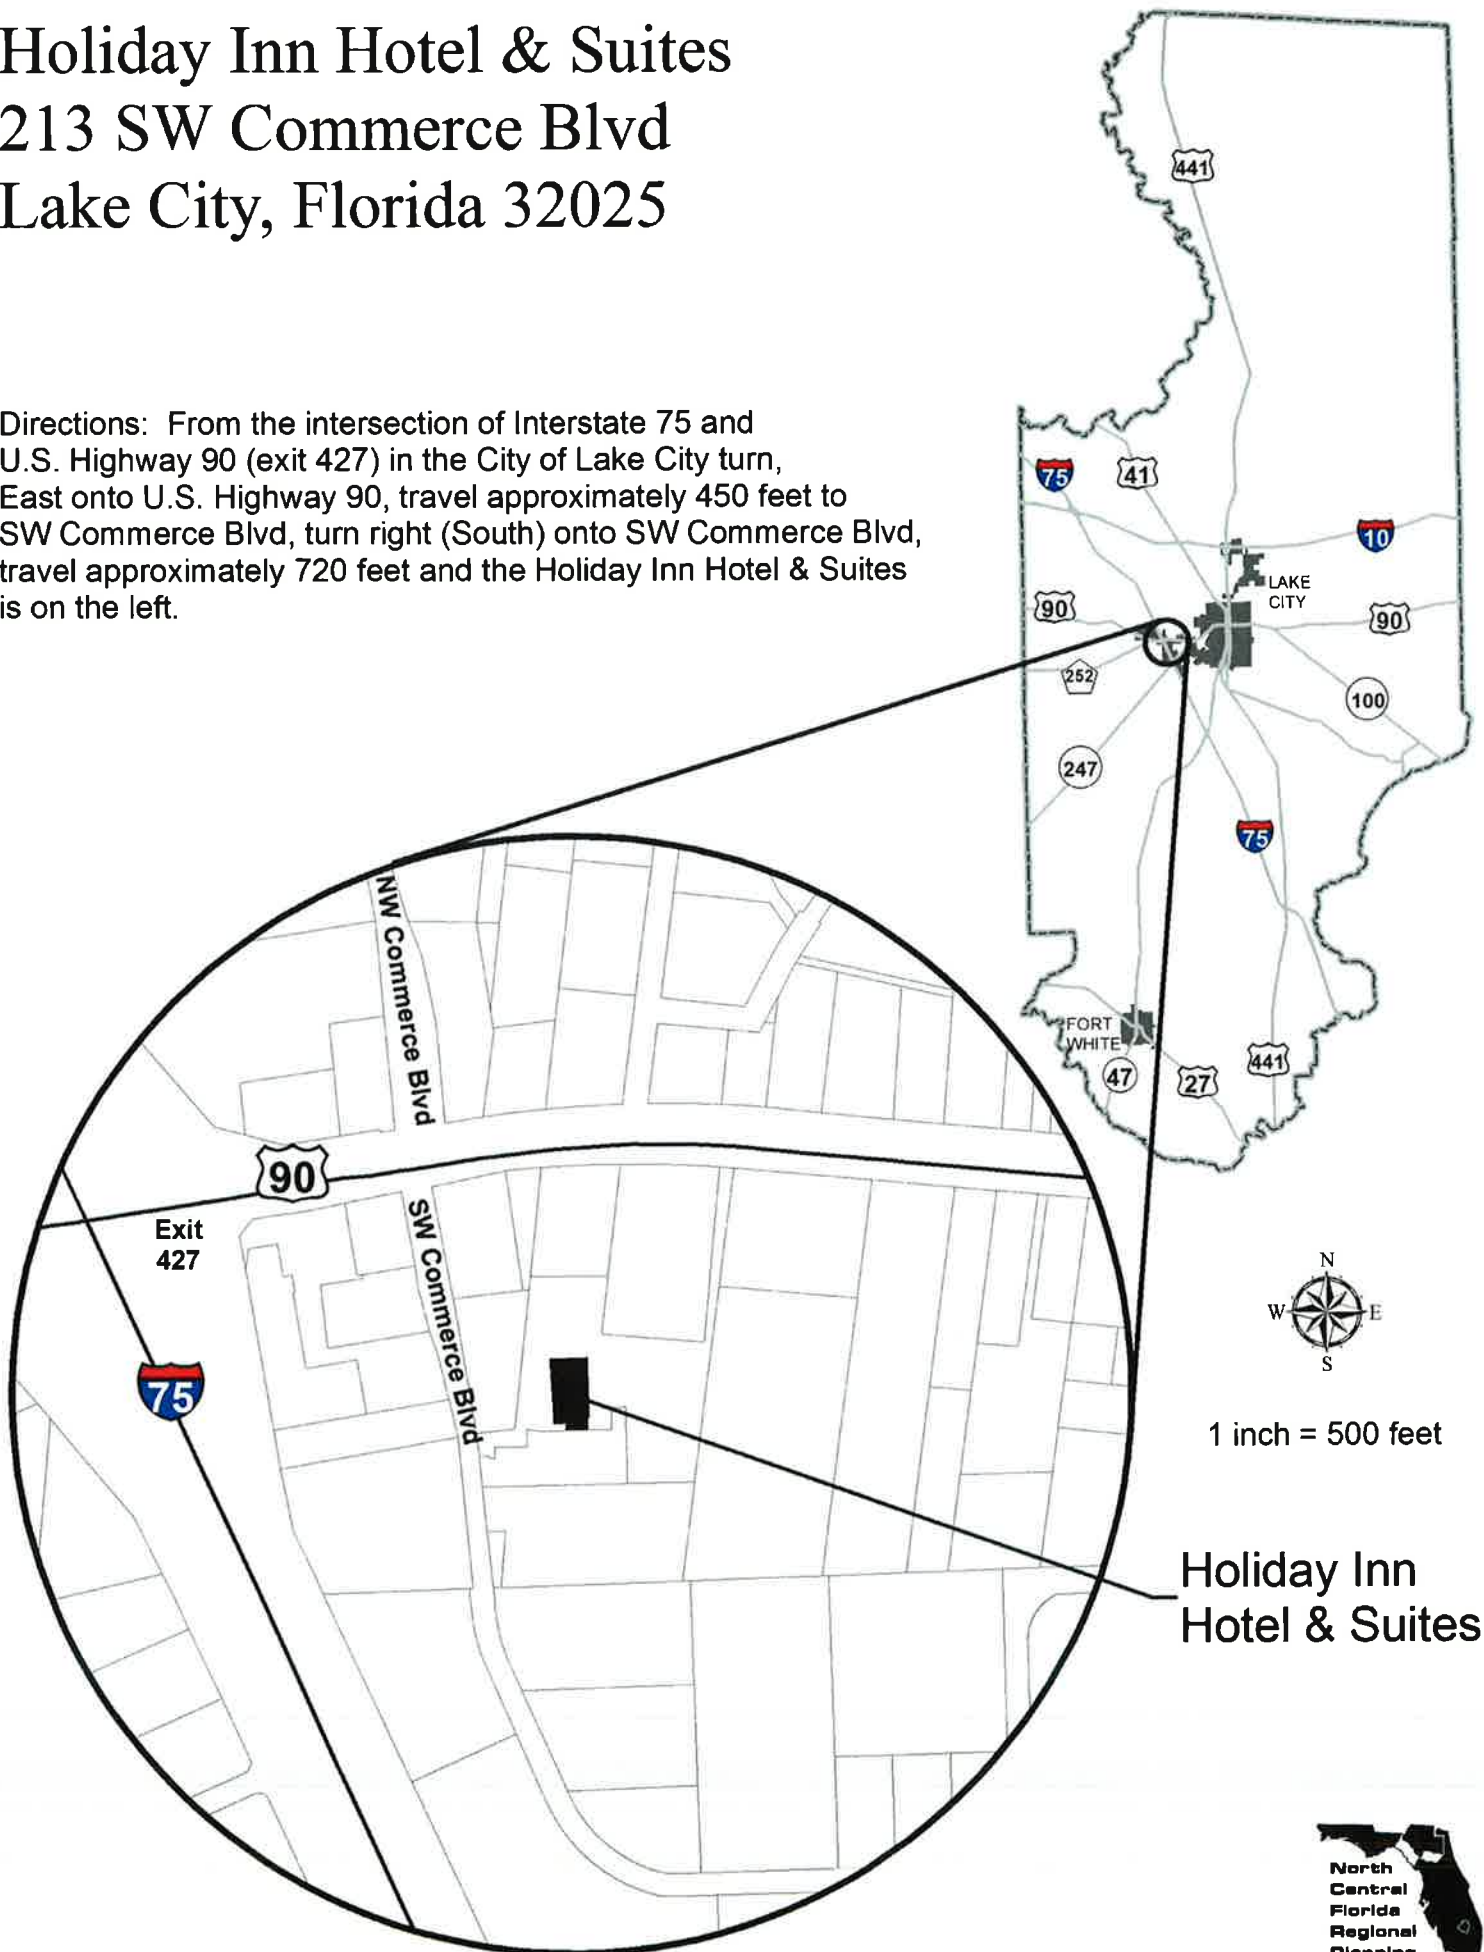 Holiday Inn Hotel & Suites
213 SW Commerce Blvd
Lake City, Florida 32025
Directions: From the intersection of Interstate 75 and
U.S. Highway 90 (exit 427) in the City of Lake City turn,
East onto U.S. Highway 90, travel approximately 450 feet to
SW Commerce Blvd, turn right (South) onto SW Commerce Blvd,
travel approximately 720 feet and the Holiday Inn Hotel & Suites
is on the left.
441
75
41
10
LAKE
CITY
90
90
252
100
247
75
FORT
WHITE
47
27
441
NW Commerce Blvd
90
Exit
427
SW Commerce Blvd
75
N
W
E
S
1 inch = 500 feet
Holiday Inn
Hotel & Suites
North
Central
Florida
Regional
Planning